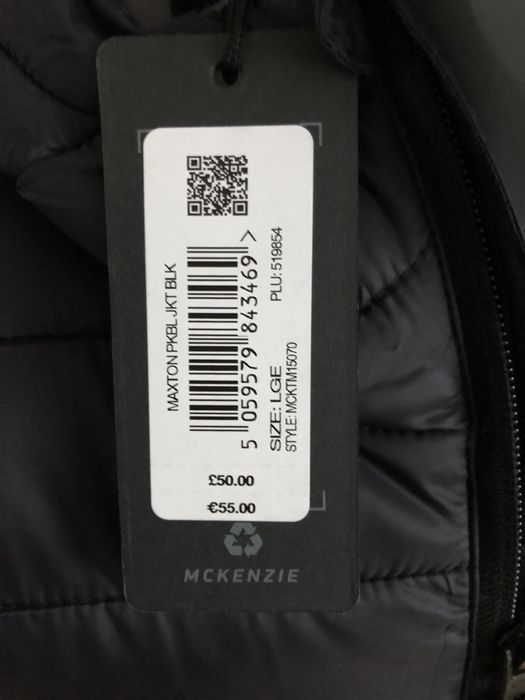 MAXTON PKBL JKT BLK
5 059579 843469 >
PLU: 519854
SIZE: LGE
STYLE: MCKTM15070
£50.00
€55.00
MCKENZIE